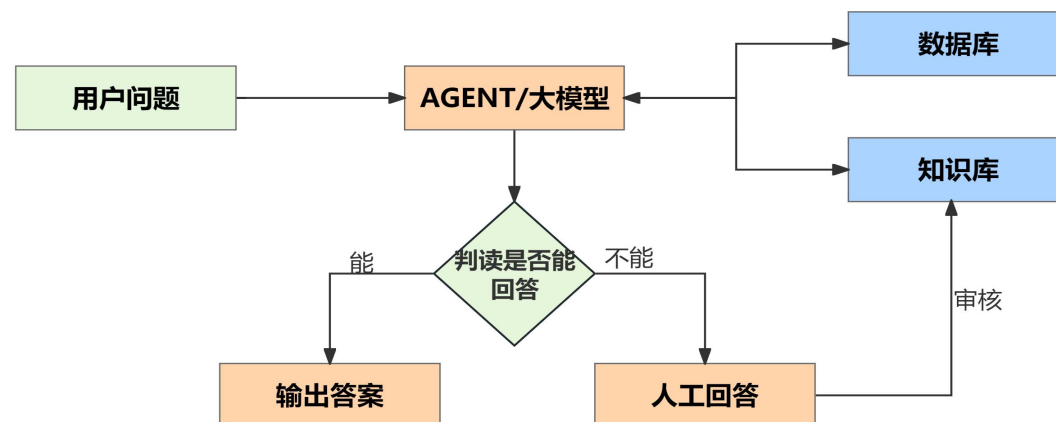 数据库
用户问题
AGENT/大模型
知识库
能
判读是否能
回答
不能
审核
输出答案
人工回答